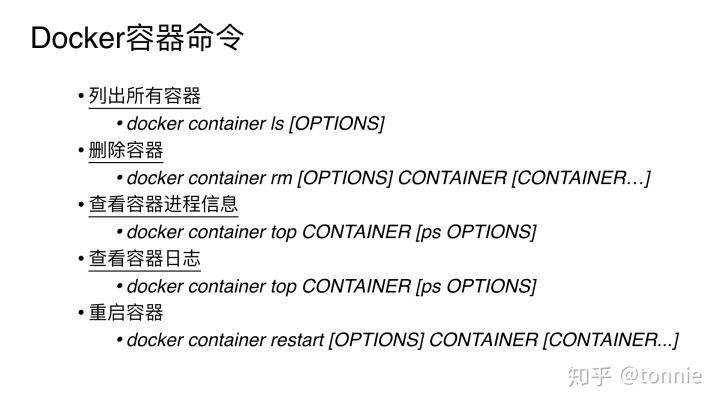 Docker容器命令
• 列出所有容器
• docker container ls [OPTIONS]
• 删除容器
• docker container rm [OPTIONS] CONTAINER [CONTAINER…]
• 查看容器进程信息
• docker container top CONTAINER [ps OPTIONS]
• 查看容器日志
• docker container top CONTAINER [ps OPTIONS]
• 重启容器
• docker container restart [OPTIONS] CONTAINER [CONTAINER...]
知乎 @tonnie